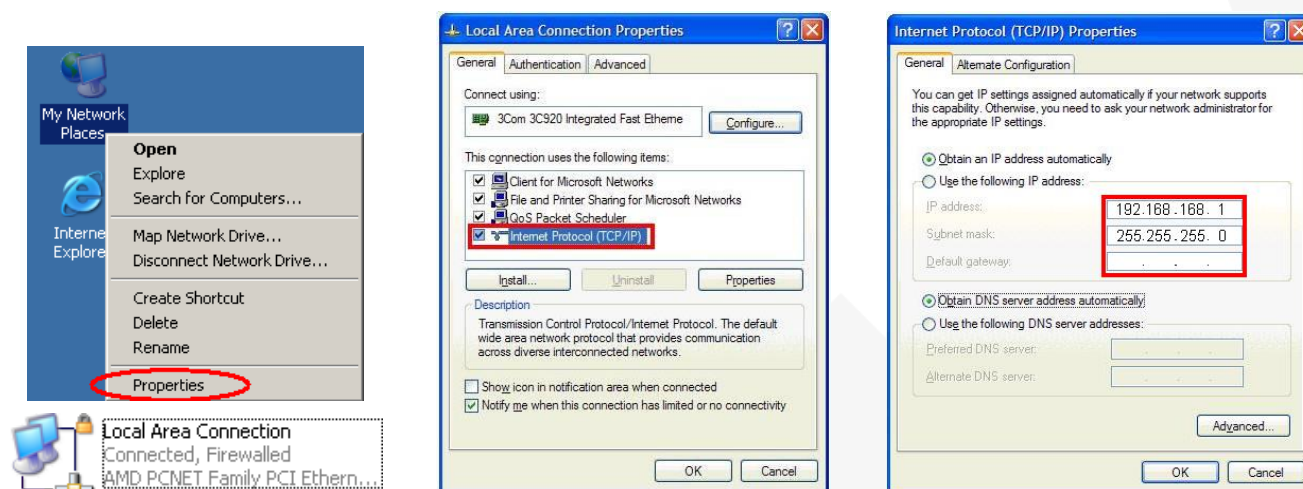 My Network
Places
Open
Explore
Search for Computers...
Interne
Explore
Map Network Drive...
Disconnect Network Drive...
Create Shortcut
Delete
Rename
Properties
Local Area Connection
Connected, Firewalled
AMD PCNET Family PCI Ethern...
Local Area Connection Properties
General Authentication Advanced
Connect using:
3Com 3C920 Integrated Fast Etherne
Configure...
This connection uses the following items:
Client for Microsoft Networks
File and Printer Sharing for Microsoft Networks
QoS Packet Scheduler
Internet Protocol (TCP/IP)
Install... Uninstall Properties
Description
Transmission Control Protocol/Internet Protocol. The default
wide area network protocol that provides communication
across diverse interconnected networks.
Show icon in notification area when connected
Notify me when this connection has limited or no connectivity
OK Cancel
Internet Protocol (TCP/IP) Properties
General Alternate Configuration
You can get IP settings assigned automatically if your network supports
this capability. Otherwise, you need to ask your network administrator for
the appropriate IP settings.
Obtain an IP address automatically
Use the following IP address:
IP address: 192.168.168. 1
Subnet mask: 255.255.255. 0
Default gateway: . . .
Obtain DNS server address automatically
Use the following DNS server addresses:
Preferred DNS server: . . .
Alternate DNS server: . . .
Advanced...
OK Cancel